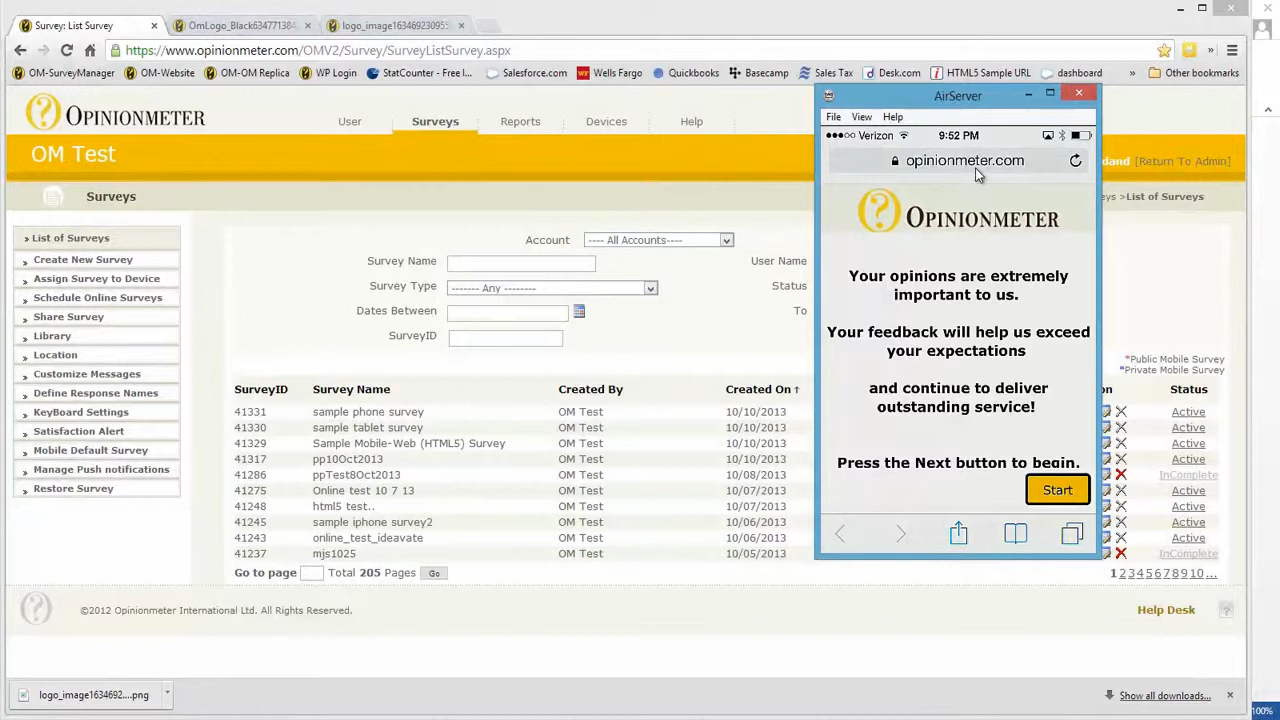 Survey: List Survey
OmLogo_Black634771384
logo_image163469230955
https://www.opinionmeter.com/OMV2/Survey/SurveyListSurvey.aspx
OM-SurveyManager OM-Website OM-OM Replica WP Login StatCounter - Free I... Salesforce.com Wells Fargo Quickbooks Basecamp Sales Tax Desk.com HTML5 Sample URL dashboard » Other bookmarks
OPINIONMETER
User Surveys Reports Devices Help
OM Test
[Return To Admin]
Surveys
>List of Surveys
» List of Surveys
Create New Survey
Assign Survey to Device
Schedule Online Surveys
Share Survey
Library
Location
Customize Messages
Define Response Names
KeyBoard Settings
Satisfaction Alert
Mobile Default Survey
Manage Push notifications
Restore Survey
Account ---- All Accounts----
Survey Name User Name
Survey Type ------- Any -------- Status
Dates Between To
SurveyID
*Public Mobile Survey
*Private Mobile Survey
SurveyID Survey Name Created By Created On↑ Status
41331 sample phone survey OM Test 10/10/2013 Active
41330 sample tablet survey OM Test 10/10/2013 Active
41329 Sample Mobile-Web (HTML5) Survey OM Test 10/10/2013 Active
41317 pp10Oct2013 OM Test 10/10/2013 Active
41286 ppTest8Oct2013 OM Test 10/08/2013 InComplete
41275 Online test 10 7 13 OM Test 10/07/2013 Active
41248 html5 test.. OM Test 10/07/2013 Active
41245 sample iphone survey2 OM Test 10/06/2013 Active
41243 online_test_ideavate OM Test 10/06/2013 Active
41237 mjs1025 OM Test 10/05/2013 InComplete
Go to page Total 205 Pages Go 1 2 3 4 5 6 7 8 9 10 ...
©2012 Opinionmeter International Ltd. All Rights Reserved.
Help Desk
AirServer
File View Help
Verizon 9:52 PM
opinionmeter.com
OPINIONMETER
Your opinions are extremely
important to us.
Your feedback will help us exceed
your expectations
and continue to deliver
outstanding service!
Press the Next button to begin.
Start
logo_image1634692....png
Show all downloads...
100%